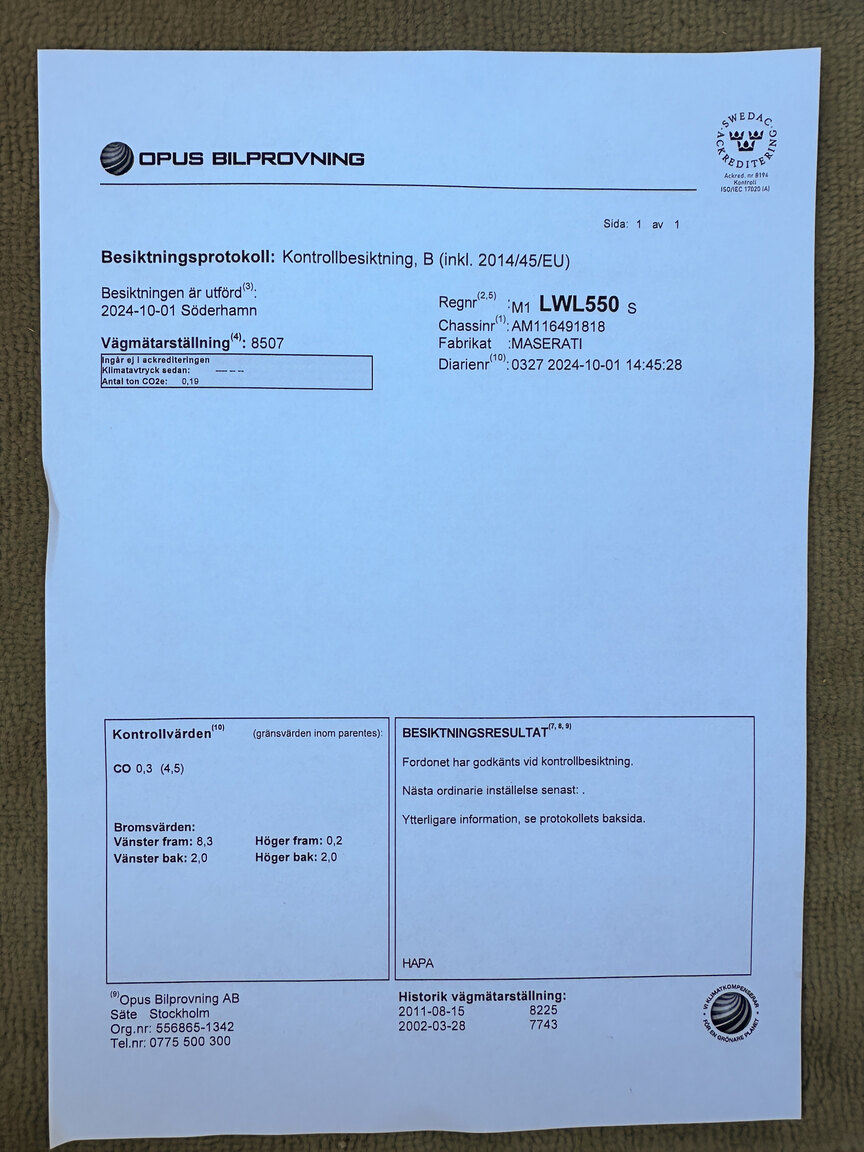 OPUS BILPROVNING
SWEDAC ACKREDITERING
Ackred. nr 8194
Kontroll
ISO/IEC 17020 (A)
Sida: 1 av 1
Besiktningsprotokoll: Kontrollbesiktning, B (inkl. 2014/45/EU)
Besiktningen är utförd(3):
2024-10-01 Söderhamn
Vägmätarställning(4): 8507
Ingår ej i ackrediteringen
Klimatavtryck sedan: ---- -- --
Antal ton CO2e: 0,19
Regnr(2,5) :M1 LWL550 S
Chassinr(1):AM116491818
Fabrikat :MASERATI
Diarienr(10):0327 2024-10-01 14:45:28
Kontrollvärden(10) (gränsvärden inom parentes):
CO 0,3 (4,5)
Bromsvärden:
Vänster fram: 8,3 Höger fram: 0,2
Vänster bak: 2,0 Höger bak: 2,0
BESIKTNINGSRESULTAT(7, 8, 9)
Fordonet har godkänts vid kontrollbesiktning.
Nästa ordinarie inställelse senast: .
Ytterligare information, se protokollets baksida.
HAPA
(9)Opus Bilprovning AB
Säte Stockholm
Org.nr: 556865-1342
Tel.nr: 0775 500 300
Historik vägmätarställning:
2011-08-15 8225
2002-03-28 7743
VI KLIMATKOMPENSERAR
FÖR EN GRÖNARE PLANET